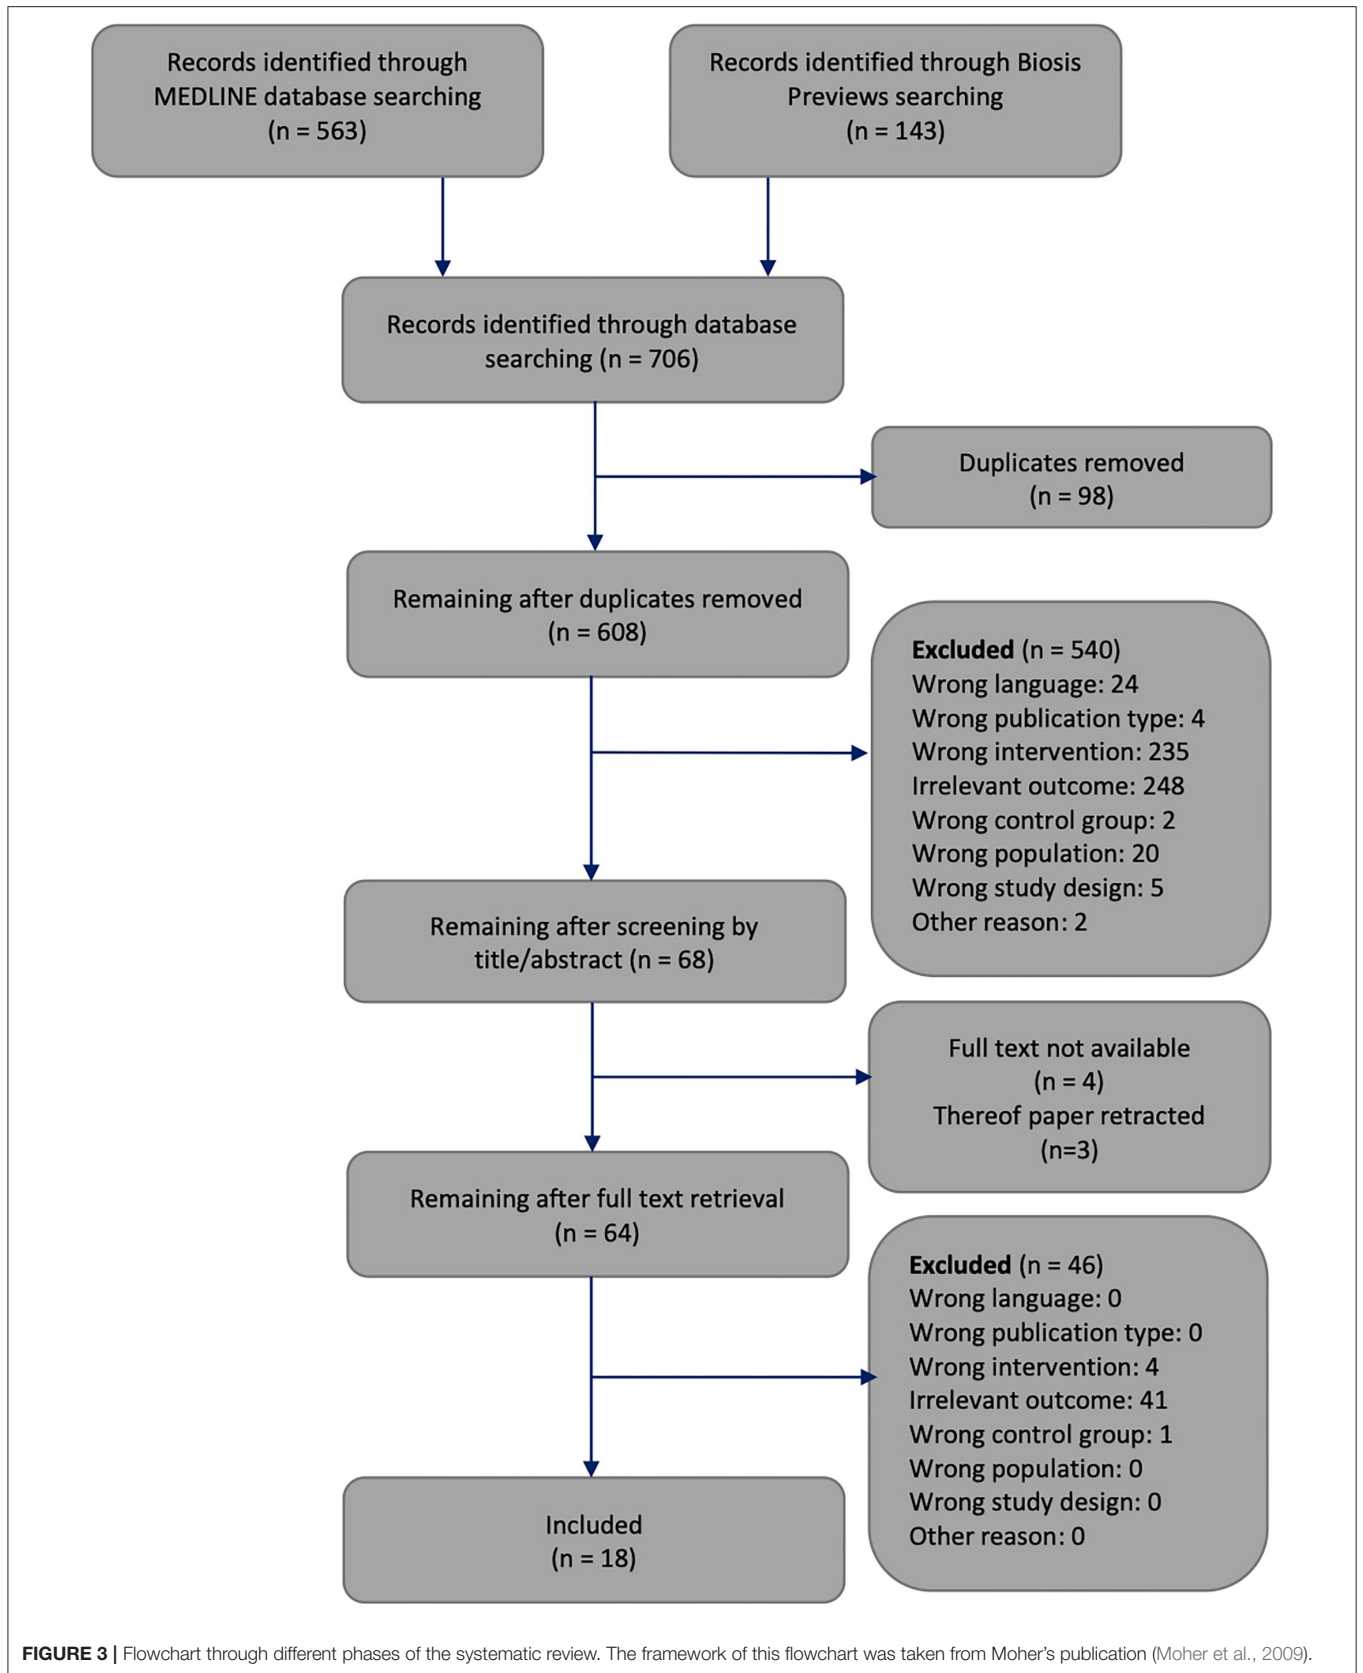 Records identified through
MEDLINE database searching
(n = 563)
Records identified through Biosis
Previews searching
(n = 143)
Records identified through database
searching (n = 706)
Duplicates removed
(n = 98)
Remaining after duplicates removed
(n = 608)
Excluded (n = 540)
Wrong language: 24
Wrong publication type: 4
Wrong intervention: 235
Irrelevant outcome: 248
Wrong control group: 2
Wrong population: 20
Wrong study design: 5
Other reason: 2
Remaining after screening by
title/abstract (n = 68)
Full text not available
(n = 4)
Thereof paper retracted
(n=3)
Remaining after full text retrieval
(n = 64)
Excluded (n = 46)
Wrong language: 0
Wrong publication type: 0
Wrong intervention: 4
Irrelevant outcome: 41
Wrong control group: 1
Wrong population: 0
Wrong study design: 0
Other reason: 0
Included
(n = 18)
FIGURE 3 | Flowchart through different phases of the systematic review. The framework of this flowchart was taken from Moher's publication (Moher et al., 2009).